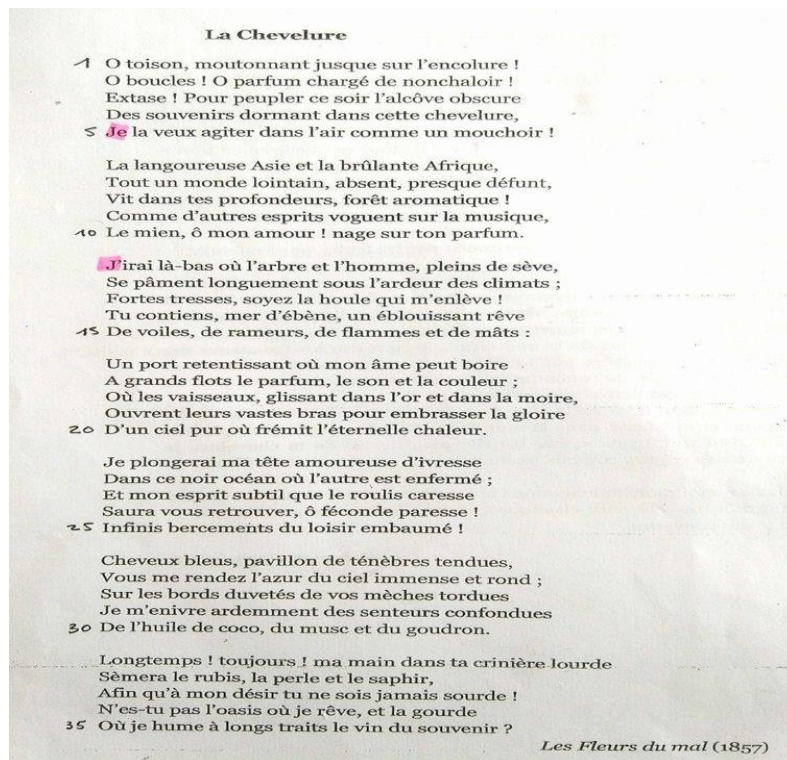 La Chevelure
1 O toison, moutonnant jusque sur l'encolure !
O boucles ! O parfum chargé de nonchaloir !
Extase ! Pour peupler ce soir l'alcôve obscure
Des souvenirs dormant dans cette chevelure,
5 Je la veux agiter dans l'air comme un mouchoir !
La langoureuse Asie et la brûlante Afrique,
Tout un monde lointain, absent, presque défunt,
Vit dans tes profondeurs, forêt aromatique !
Comme d'autres esprits voguent sur la musique,
10 Le mien, ô mon amour ! nage sur ton parfum.
J'irai là-bas où l'arbre et l'homme, pleins de sève,
Se pâment longuement sous l'ardeur des climats ;
Fortes tresses, soyez la houle qui m'enlève !
Tu contiens, mer d'ébène, un éblouissant rêve
15 De voiles, de rameurs, de flammes et de mâts :
Un port retentissant où mon âme peut boire
A grands flots le parfum, le son et la couleur ;
Où les vaisseaux, glissant dans l'or et dans la moire,
Ouvrent leurs vastes bras pour embrasser la gloire
20 D'un ciel pur où frémit l'éternelle chaleur.
Je plongerai ma tête amoureuse d'ivresse
Dans ce noir océan où l'autre est enfermé ;
Et mon esprit subtil que le roulis caresse
Saura vous retrouver, ô féconde paresse !
25 Infinis bercements du loisir embaumé !
Cheveux bleus, pavillon de ténèbres tendues,
Vous me rendez l'azur du ciel immense et rond ;
Sur les bords duvetés de vos mèches tordues
Je m'enivre ardemment des senteurs confondues
30 De l'huile de coco, du musc et du goudron.
Longtemps ! toujours ! ma main dans ta crinière lourde
Sèmera le rubis, la perle et le saphir,
Afin qu'à mon désir tu ne sois jamais sourde !
N'es-tu pas l'oasis où je rêve, et la gourde
35 Où je hume à longs traits le vin du souvenir ?
Les Fleurs du mal (1857)